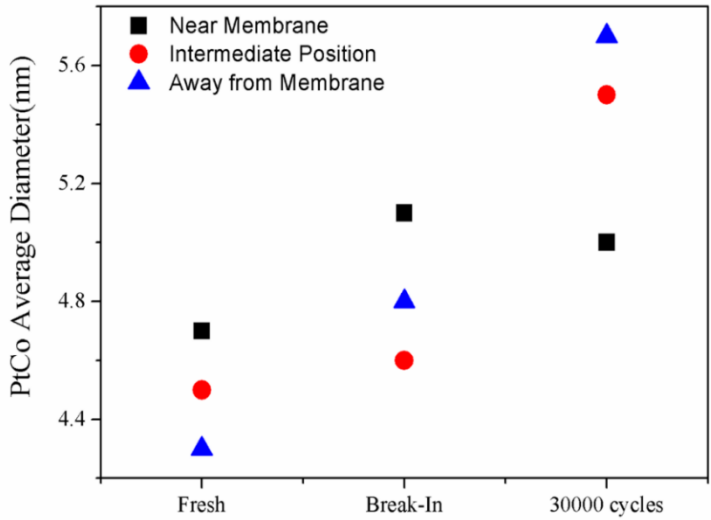 Near Membrane
Intermediate Position
Away from Membrane
PtCo Average Diameter(nm)
5.6
5.2
4.8
4.4
Fresh
Break-In
30000 cycles